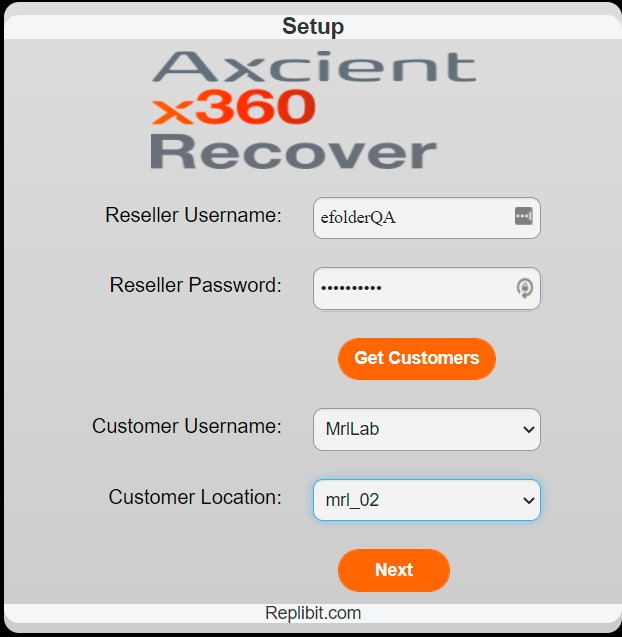 Setup
Axcient
x360
Recover
Reseller Username: efolderQA
Reseller Password: ••••••••••
Get Customers
Customer Username: MrlLab
Customer Location: mrl_02
Next
Replibit.com